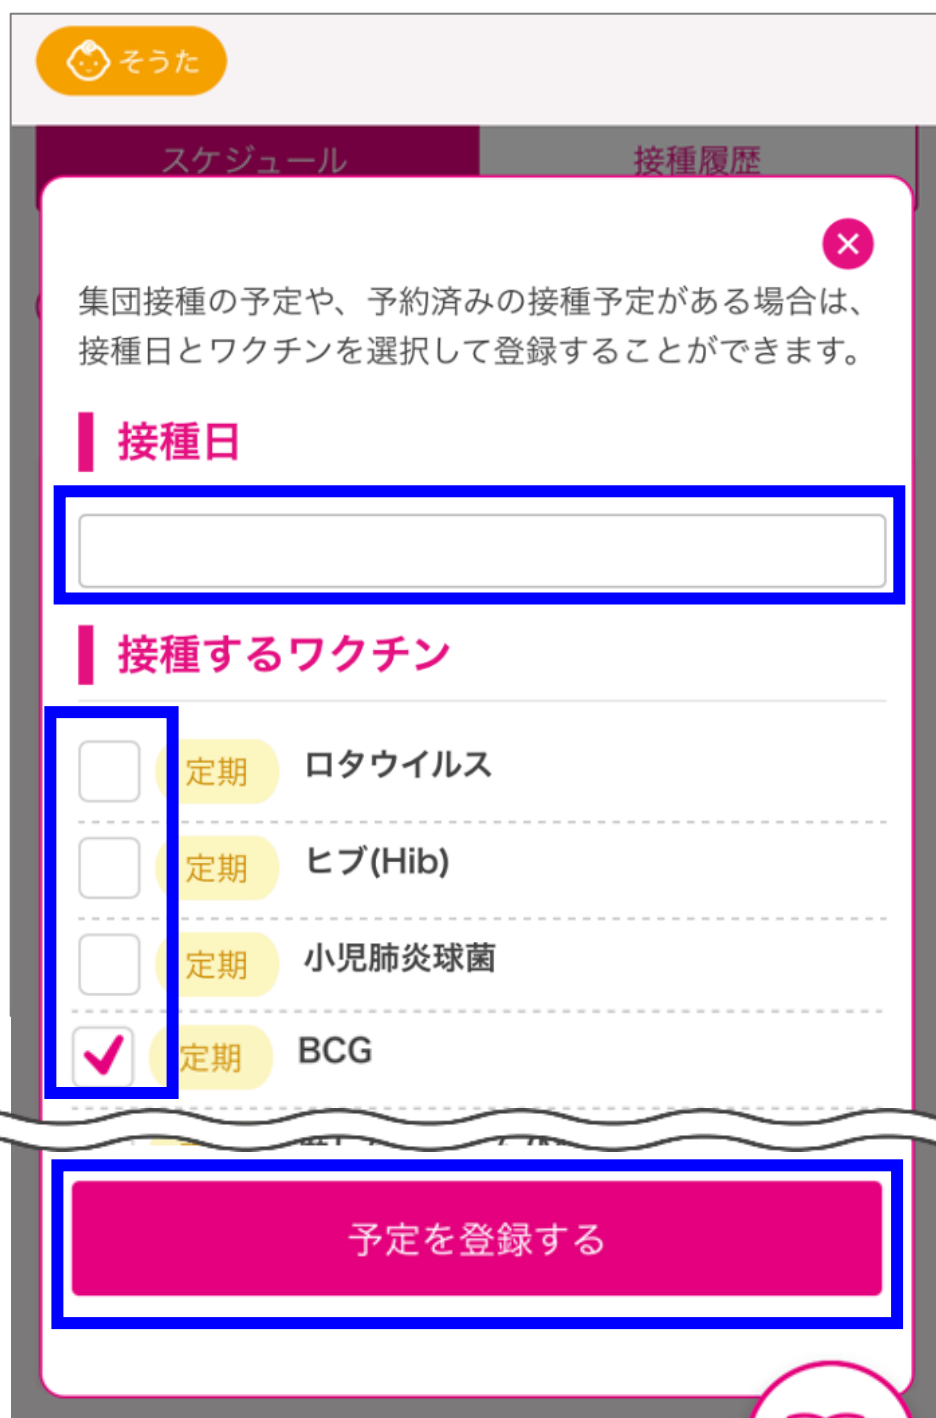 そうた
スケジュール
接種履歴
集団接種の予定や、予約済みの接種予定がある場合は、
接種日とワクチンを選択して登録することができます。
接種日
接種するワクチン
定期 ロタウイルス
定期 ヒブ(Hib)
定期 小児肺炎球菌
定期 BCG
予定を登録する